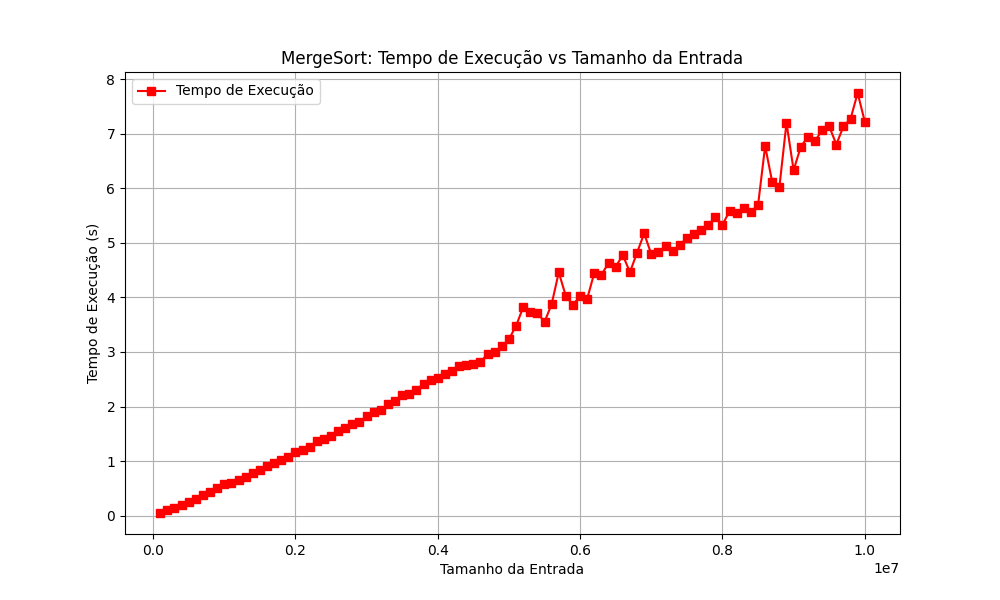 MergeSort: Tempo de Execução vs Tamanho da Entrada
Tempo de Execução
Tempo de Execução (s)
8
7
6
5
4
3
2
1
0
0.0 0.2 0.4 0.6 0.8 1.0
1e7
Tamanho da Entrada